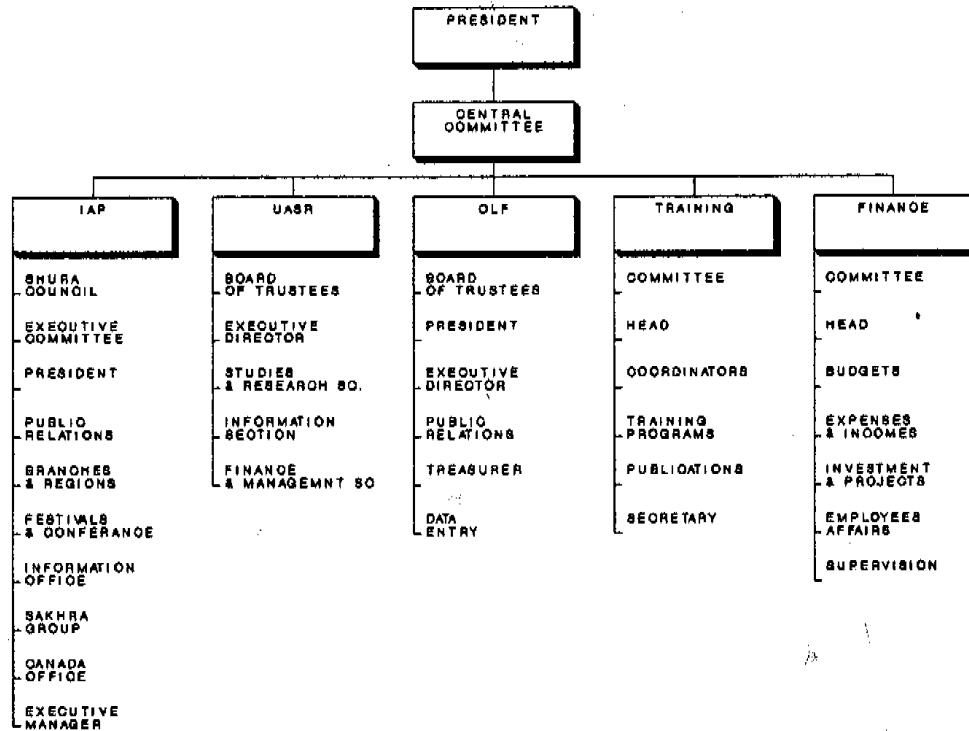 PRESIDENT
CENTRAL
COMMITTEE
IAP
SHURA
COUNCIL
EXECUTIVE
COMMITTEE
PRESIDENT
PUBLIC
RELATIONS
BRANCHES
& REGIONS
FESTIVALS
& CONFERANCE
INFORMATION
OFFICE
SAKHRA
GROUP
CANADA
OFFICE
EXECUTIVE
MANAGER
UASR
BOARD
OF TRUSTEES
EXECUTIVE
DIRECTOR
STUDIES
& RESEARCH SC.
INFORMATION
SECTION
FINANCE
& MANAGEMNT SC
OLF
BOARD
OF TRUSTEES
PRESIDENT
EXECUTIVE
DIRECTOR
PUBLIC
RELATIONS
TREASURER
DATA
ENTRY
TRAINING
COMMITTEE
HEAD
COORDINATORS
TRAINING
PROGRAMS
PUBLICATIONS
SECRETARY
FINANCE
COMMITTEE
HEAD
BUDGETS
EXPENSES
& INCOMES
INVESTMENT
& PROJECTS
EMPLOYEES
AFFAIRS
SUPERVISION